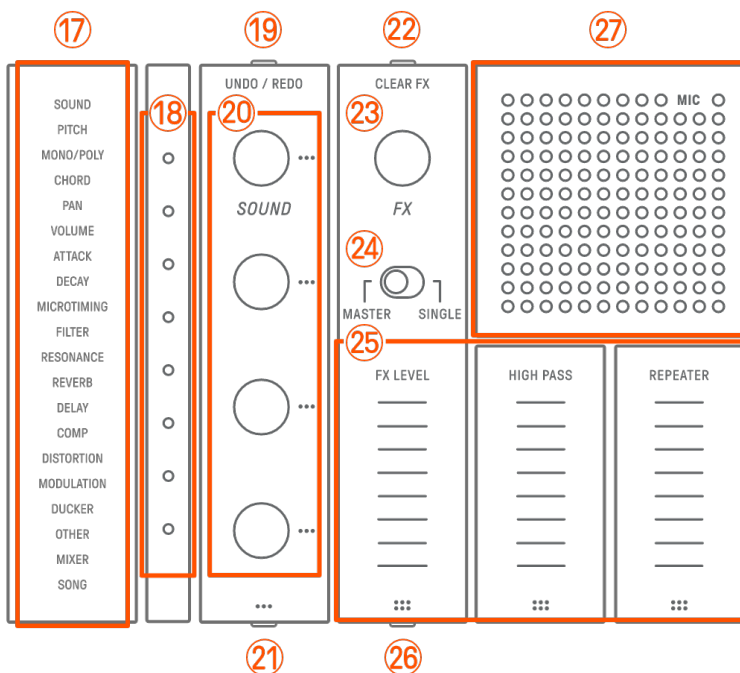 17
19
22
27
UNDO / REDO
CLEAR FX
18
20
23
MIC
SOUND
PITCH
MONO/POLY
CHORD
PAN
VOLUME
ATTACK
DECAY
MICROTIMING
FILTER
RESONANCE
REVERB
DELAY
COMP
DISTORTION
MODULATION
DUCKER
OTHER
MIXER
SONG
SOUND
FX
24
MASTER
SINGLE
25
FX LEVEL
HIGH PASS
REPEATER
21
26